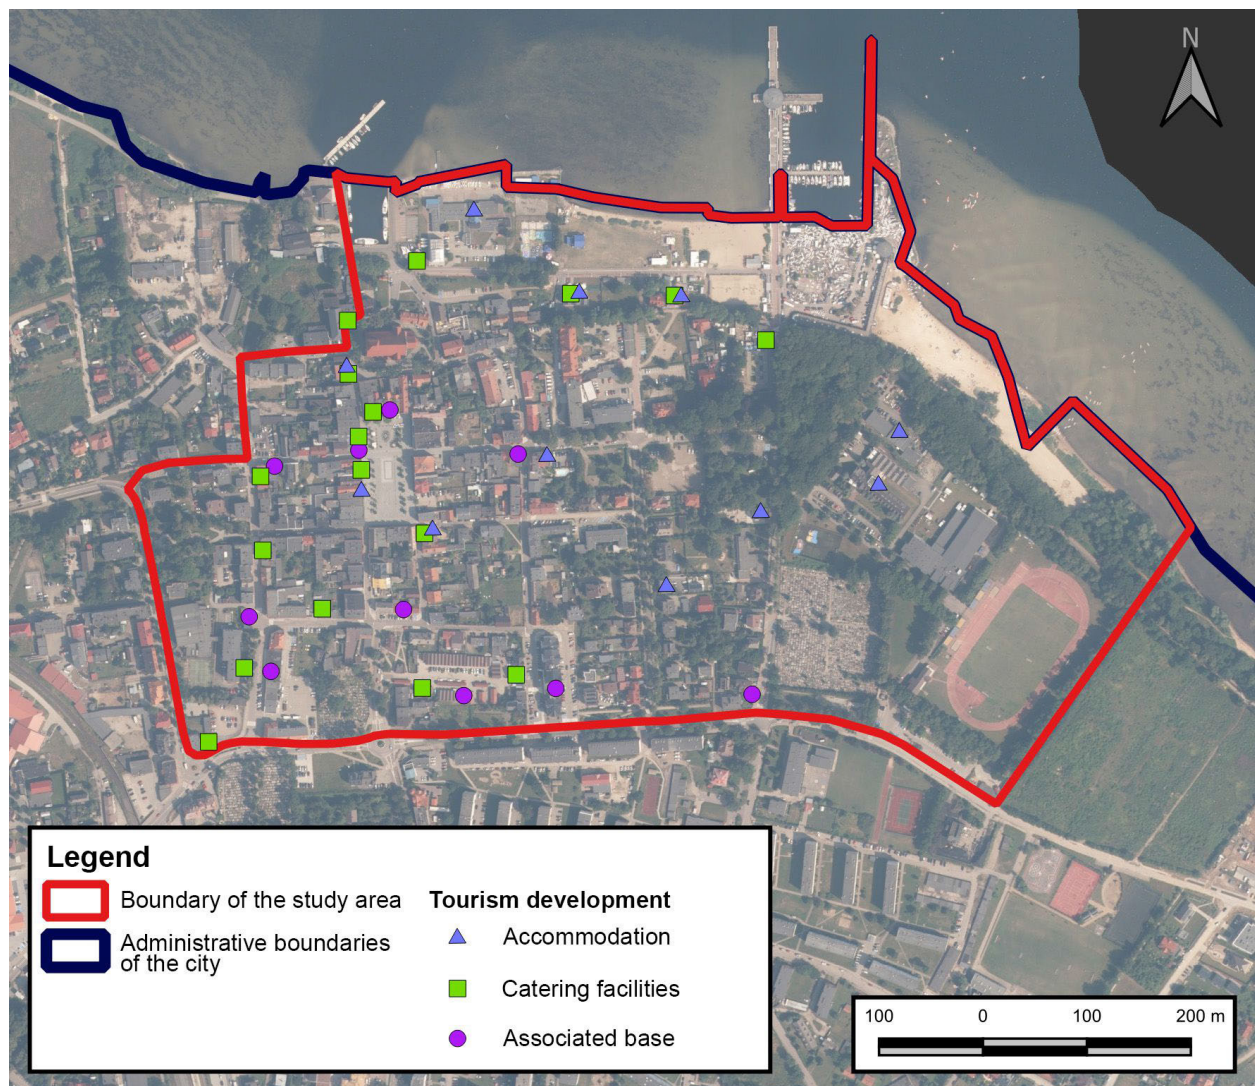 N
Legend
Boundary of the study area
Administrative boundaries
of the city
Tourism development
Accommodation
Catering facilities
Associated base
100 0 100 200 m